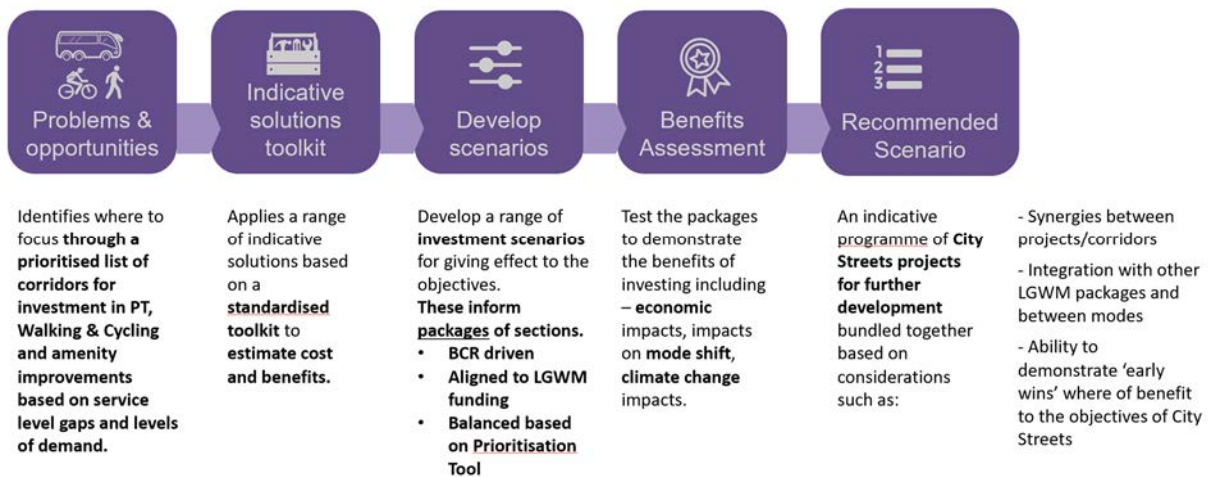 Problems &
opportunities
Indicative
solutions
toolkit
Develop
scenarios
Benefits
Assessment
1
2
3
Recommended
Scenario
Identifies where to
focus through a
prioritised list of
corridors for
investment in PT,
Walking & Cycling
and amenity
improvements
based on service
level gaps and levels
of demand.
Applies a range
of indicative
solutions based
on a
standardised
toolkit to
estimate cost
and benefits.
Develop a range of
investment scenarios
for giving effect to the
objectives.
These inform
packages of sections.
• BCR driven
• Aligned to LGWM
funding
• Balanced based
on Prioritisation
Tool
Test the packages
to demonstrate
the benefits of
investing including
– economic
impacts, impacts
on mode shift,
climate change
impacts.
An indicative
programme of City
Streets projects
for further
development
bundled together
based on
considerations
such as:
- Synergies between
projects/corridors
- Integration with other
LGWM packages and
between modes
- Ability to
demonstrate ‘early
wins’ where of benefit
to the objectives of City
Streets